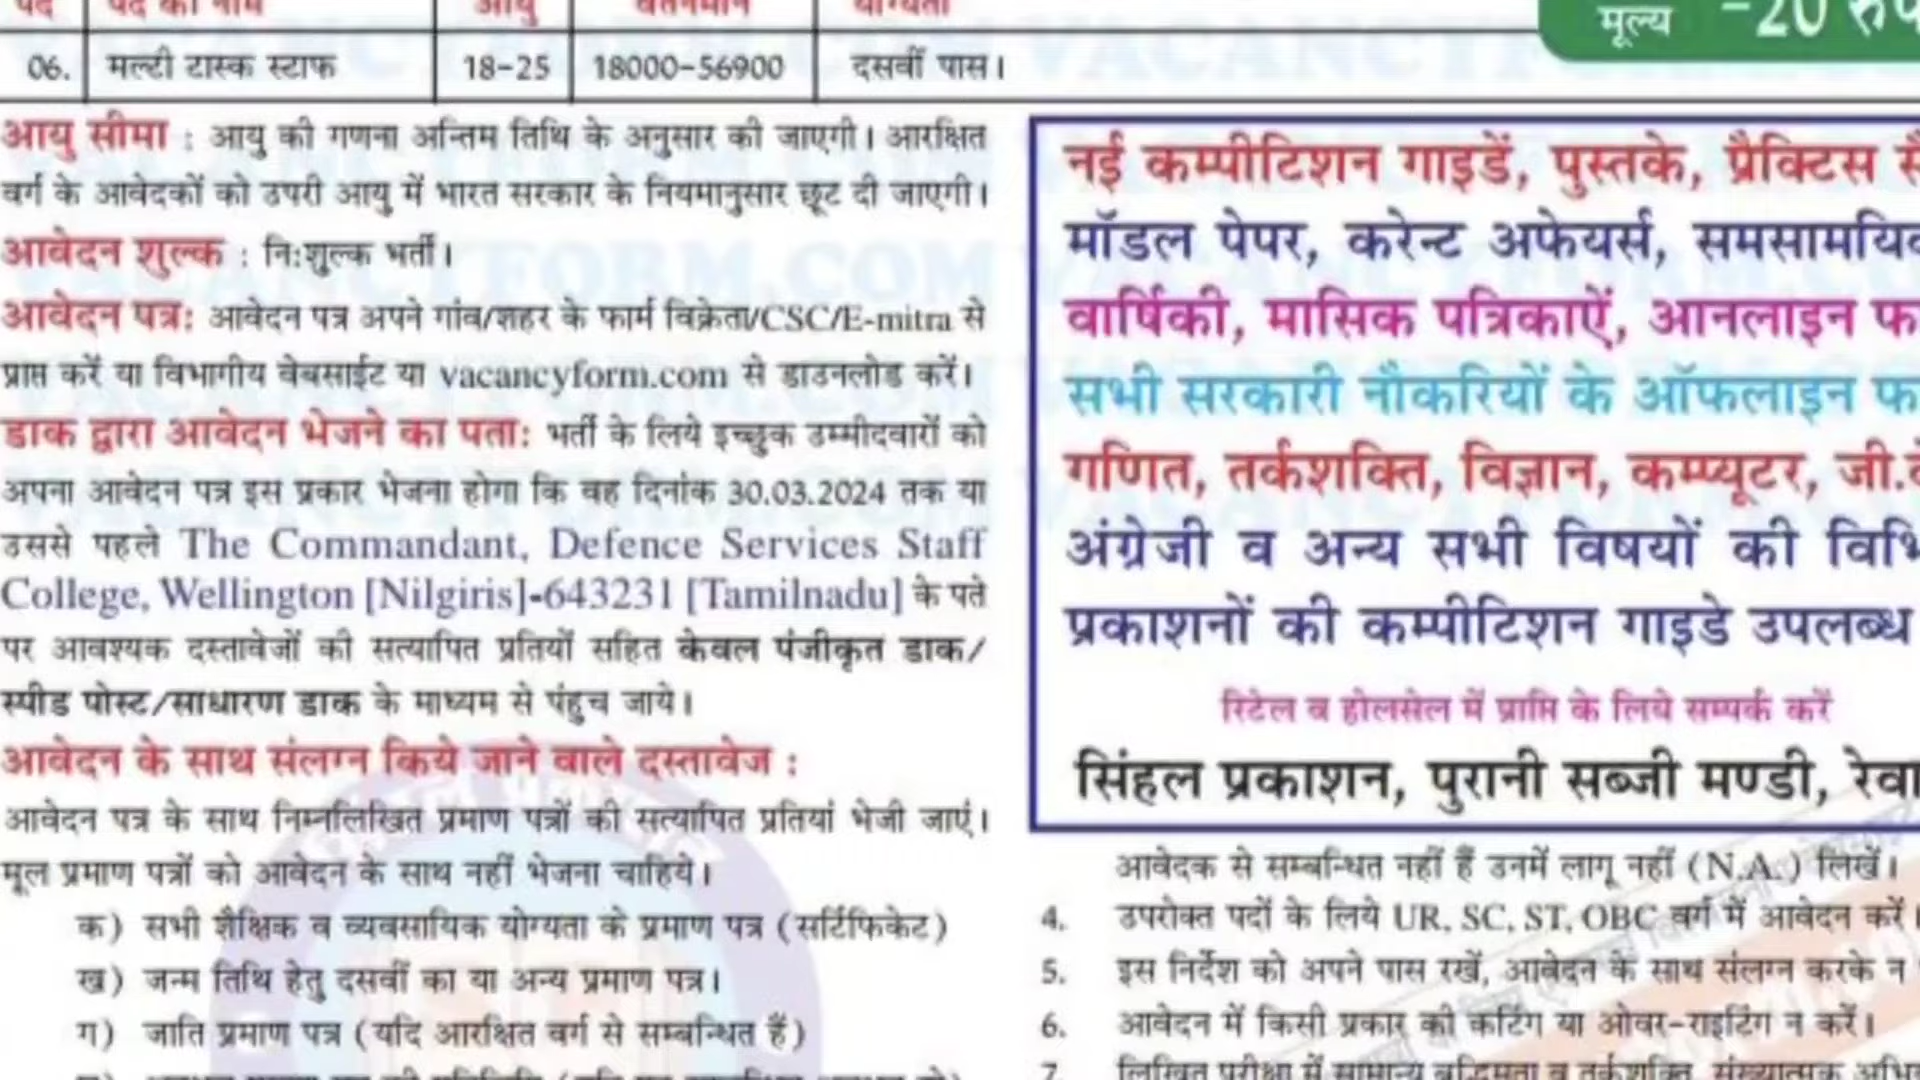 पद पद का नाम आयु वेतनमान योग्यता
मूल्य -20
06. मल्टी टास्क स्टाफ 18-25 18000-56900 दसवीं पास।
आयु सीमा : आयु की गणना अन्तिम तिथि के अनुसार की जाएगी। आरक्षित
वर्ग के आवेदकों को उपरी आयु में भारत सरकार के नियमानुसार छूट दी जाएगी।
आवेदन शुल्क : नि:शुल्क भर्ती।
आवेदन पत्र: आवेदन पत्र अपने गांव/शहर के फार्म विक्रेता/CSC/E-mitra से
प्राप्त करें या विभागीय वेबसाईट या vacancyform.com से डाउनलोड करें।
डाक द्वारा आवेदन भेजने का पता: भर्ती के लिये इच्छुक उम्मीदवारों को
अपना आवेदन पत्र इस प्रकार भेजना होगा कि वह दिनांक 30.03.2024 तक या
उससे पहले The Commandant, Defence Services Staff
College, Wellington [Nilgiris]-643231 [Tamilnadu] के पते
पर आवश्यक दस्तावेजों की सत्यापित प्रतियों सहित केवल पंजीकृत डाक/
स्पीड पोस्ट/साधारण डाक के माध्यम से पंहुच जाये।
आवेदन के साथ संलग्न किये जाने वाले दस्तावेज :
आवेदन पत्र के साथ निम्नलिखित प्रमाण पत्रों की सत्यापित प्रतियां भेजी जाएं।
मूल प्रमाण पत्रों को आवेदन के साथ नहीं भेजना चाहिये।
क) सभी शैक्षिक व व्यवसायिक योग्यता के प्रमाण पत्र (सर्टिफिकेट)
ख) जन्म तिथि हेतु दसवीं का या अन्य प्रमाण पत्र।
ग) जाति प्रमाण पत्र (यदि आरक्षित वर्ग से सम्बन्धित हैं)
नई कम्पीटिशन गाइडें, पुस्तके, प्रैक्टिस
मॉडल पेपर, करेन्ट अफेयर्स,
वार्षिकी, मासिक पत्रिकाऐं, आनलाइन
सभी सरकारी नौकरियों के ऑफलाइन
गणित, तर्कशक्ति, विज्ञान, कम्प्यूटर,
अंग्रेजी व अन्य सभी विषयों की
प्रकाशनों की कम्पीटिशन गाइडे उपलब्ध
रिटेल व होलसेल में प्राप्ति के लिये सम्पर्क करें
सिंहल प्रकाशन, पुरानी सब्जी मण्डी,
आवेदक से सम्बन्धित नहीं हैं उनमें लागू नहीं (N.A.) लिखें।
4. उपरोक्त पदों के लिये UR, SC, ST, OBC वर्ग में आवेदन करें।
5. इस निर्देश को अपने पास रखें, आवेदन के साथ संलग्न करके न
6. आवेदन में किसी प्रकार की कटिंग या ओवर-राइटिंग न करें।
7. लिखित परीक्षा में सामान्य बुद्धिमता व तर्कशक्ति, संख्यात्मक